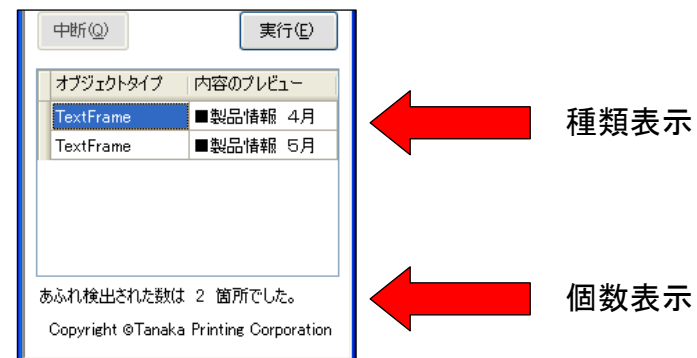 中断(Q) 実行(E)
オブジェクトタイプ 内容のプレビュー
TextFrame ■製品情報 4月
TextFrame ■製品情報 5月
種類表示
あふれ検出された数は 2 箇所でした。
個数表示
Copyright ©Tanaka Printing Corporation